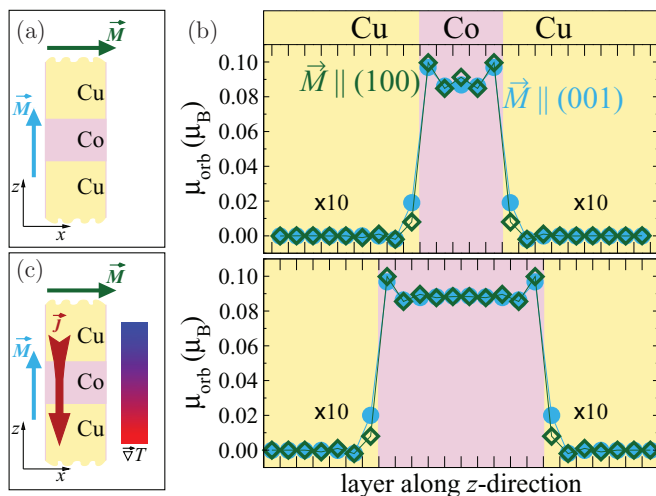 (a)
M
Cu
M
Co
Cu
z
x
(b)
Cu Co Cu
M || (100)
M || (001)
μorb (μB)
0.10
0.08
0.06
0.04
0.02
0.00
x10 x10
(c)
M
J
Cu
M
Co
Cu
∇T
z
x
μorb (μB)
0.10
0.08
0.06
0.04
0.02
0.00
x10 x10
layer along z-direction